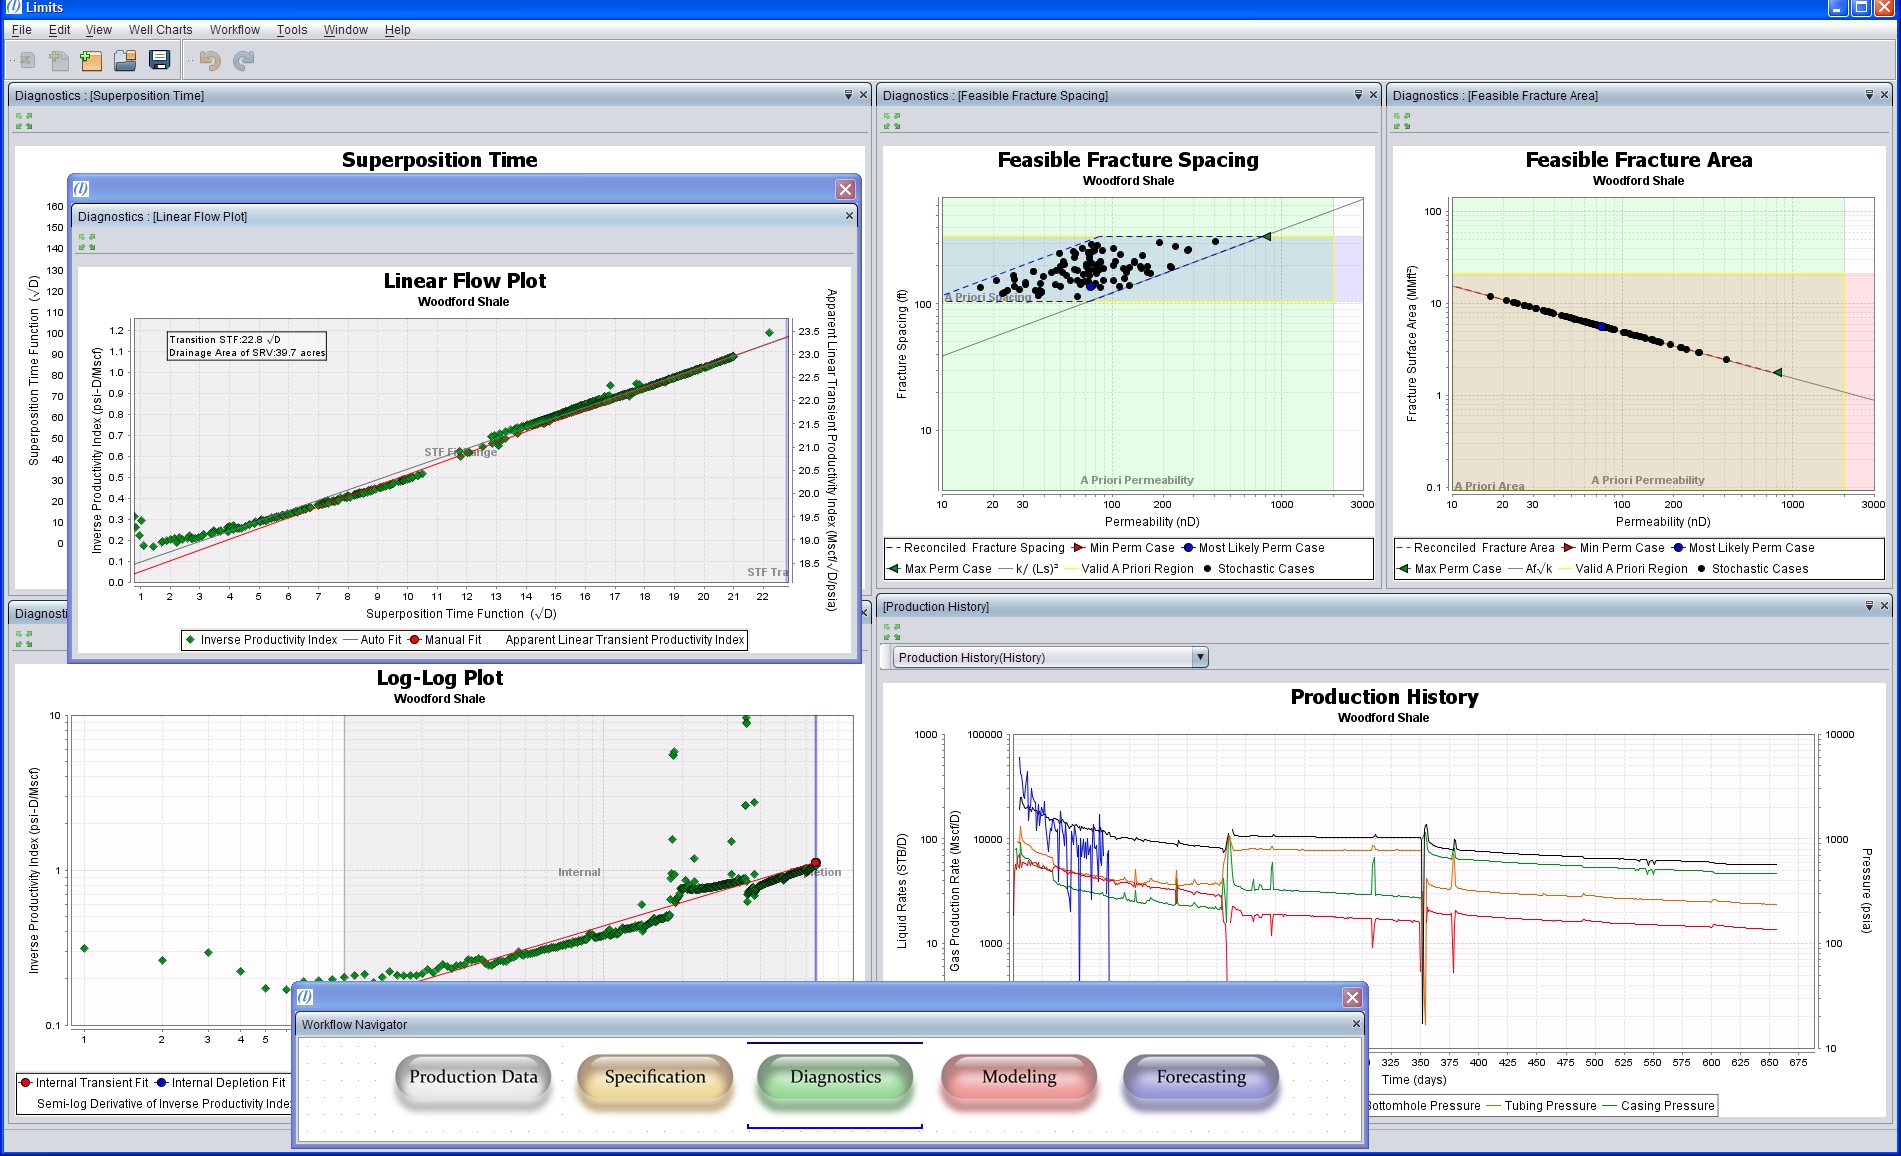 Limits
File Edit View Well Charts Workflow Tools Window Help
Diagnostics : [Superposition Time]
Superposition Time
160
150
140
130
120
110
100
90
80
70
60
50
40
30
20
10
0
Superposition Time Function (√D)
Diagnostics : [Linear Flow Plot]
Linear Flow Plot
Woodford Shale
Transition STF:22.8 √D
Drainage Area of SRV:39.7 acres
1.2
1.1
1.0
0.9
0.8
0.7
0.6
0.5
0.4
0.3
0.2
0.1
0.0
Inverse Productivity Index (psi-D/Mscf)
23.5
23.0
22.5
22.0
21.5
21.0
20.5
20.0
19.5
19.0
18.5
Apparent Linear Transient Productivity Index (Mscf/√D/psia)
STF Fit Range
STF Tra
1 2 3 4 5 6 7 8 9 10 11 12 13 14 15 16 17 18 19 20 21 22
Superposition Time Function (√D)
Inverse Productivity Index Auto Fit Manual Fit Apparent Linear Transient Productivity Index
Diagnostics : [Feasible Fracture Spacing]
Feasible Fracture Spacing
Woodford Shale
100
10
Fracture Spacing (ft)
A Priori Spacing
A Priori Permeability
10 20 30 100 200 1000 3000
Permeability (nD)
Reconciled Fracture Spacing Min Perm Case Most Likely Perm Case
Max Perm Case k/ (Ls)² Valid A Priori Region Stochastic Cases
Diagnostics : [Feasible Fracture Area]
Feasible Fracture Area
Woodford Shale
100
10
1
0.1
Fracture Surface Area (MMft²)
A Priori Area
A Priori Permeability
10 20 30 100 200 1000 3000
Permeability (nD)
Reconciled Fracture Area Min Perm Case Most Likely Perm Case
Max Perm Case Af√k Valid A Priori Region Stochastic Cases
Diagnosti
Log-Log Plot
Woodford Shale
10
1
0.1
Inverse Productivity Index (psi-D/Mscf)
Internal
etion
1 2 3 4 5
Internal Transient Fit Internal Depletion Fit
Semi-log Derivative of Inverse Productivity Index
[Production History]
Production History(History)
Production History
Woodford Shale
1000
100
10
Liquid Rates (STB/D)
100000
10000
1000
Gas Production Rate (Mscf/D)
10000
1000
100
10
Pressure (psia)
325 350 375 400 425 450 475 500 525 550 575 600 625 650 675
Time (days)
Bottomhole Pressure Tubing Pressure Casing Pressure
Workflow Navigator
Production Data Specification Diagnostics Modeling Forecasting